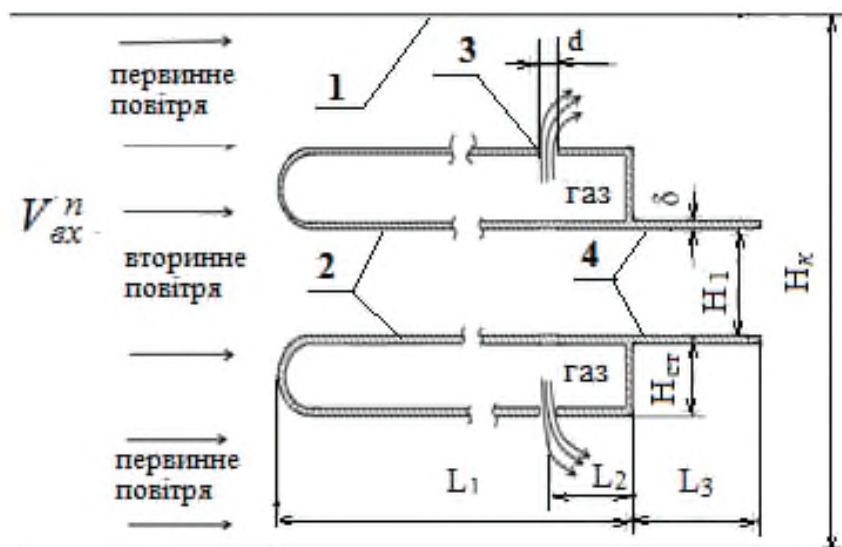 первинне
повітря
1
3
d
газ
δ
V вх п
вторинне
повітря
2
4
H1
Hк
газ
Hст
первинне
повітря
L1
L2
L3